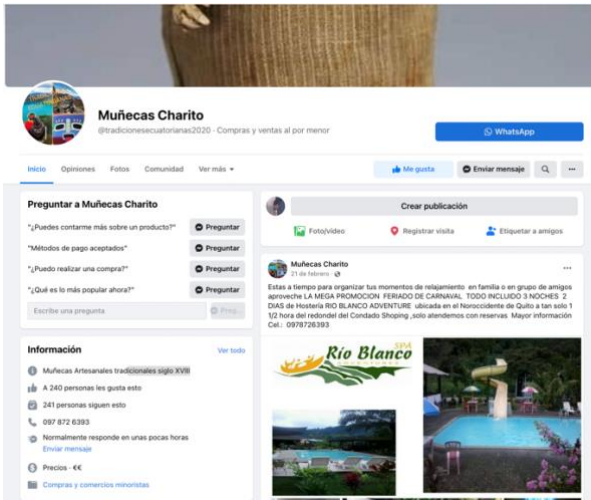 Muñecas Charito
@tradicionesecuatorianas2020 · Compras y ventas al por menor
WhatsApp
Inicio Opiniones Fotos Comunidad Ver más
Me gusta Enviar mensaje
Preguntar a Muñecas Charito
"¿Puedes contarme más sobre un producto?" Preguntar
"Métodos de pago aceptados" Preguntar
"¿Puedo realizar una compra?" Preguntar
"¿Qué es lo más popular ahora?" Preguntar
Escribe una pregunta Preg...
Información Ver todo
Muñecas Artesanales tradicionales siglo XVIII
A 240 personas les gusta esto
241 personas siguen esto
097 872 6393
Normalmente responde en unas pocas horas
Enviar mensaje
Precios · €€
Compras y comercios minoristas
Crear publicación
Foto/video Registrar visita Etiquetar a amigos
Muñecas Charito
21 de febrero ·
Estas a tiempo para organizar tus momentos de relajamiento en familia o en grupo de amigos
aproveche LA MEGA PROMOCION FERIADO DE CARNAVAL TODO INCLUIDO 3 NOCHES 2
DIAS de Hostería RIO BLANCO ADVENTURE ubicada en el Noroccidente de Quito a tan solo 1
1/2 hora del redondel del Condado Shoping ,solo atendemos con reservas Mayor información
Cel.: 0978726393
SPA
Río Blanco